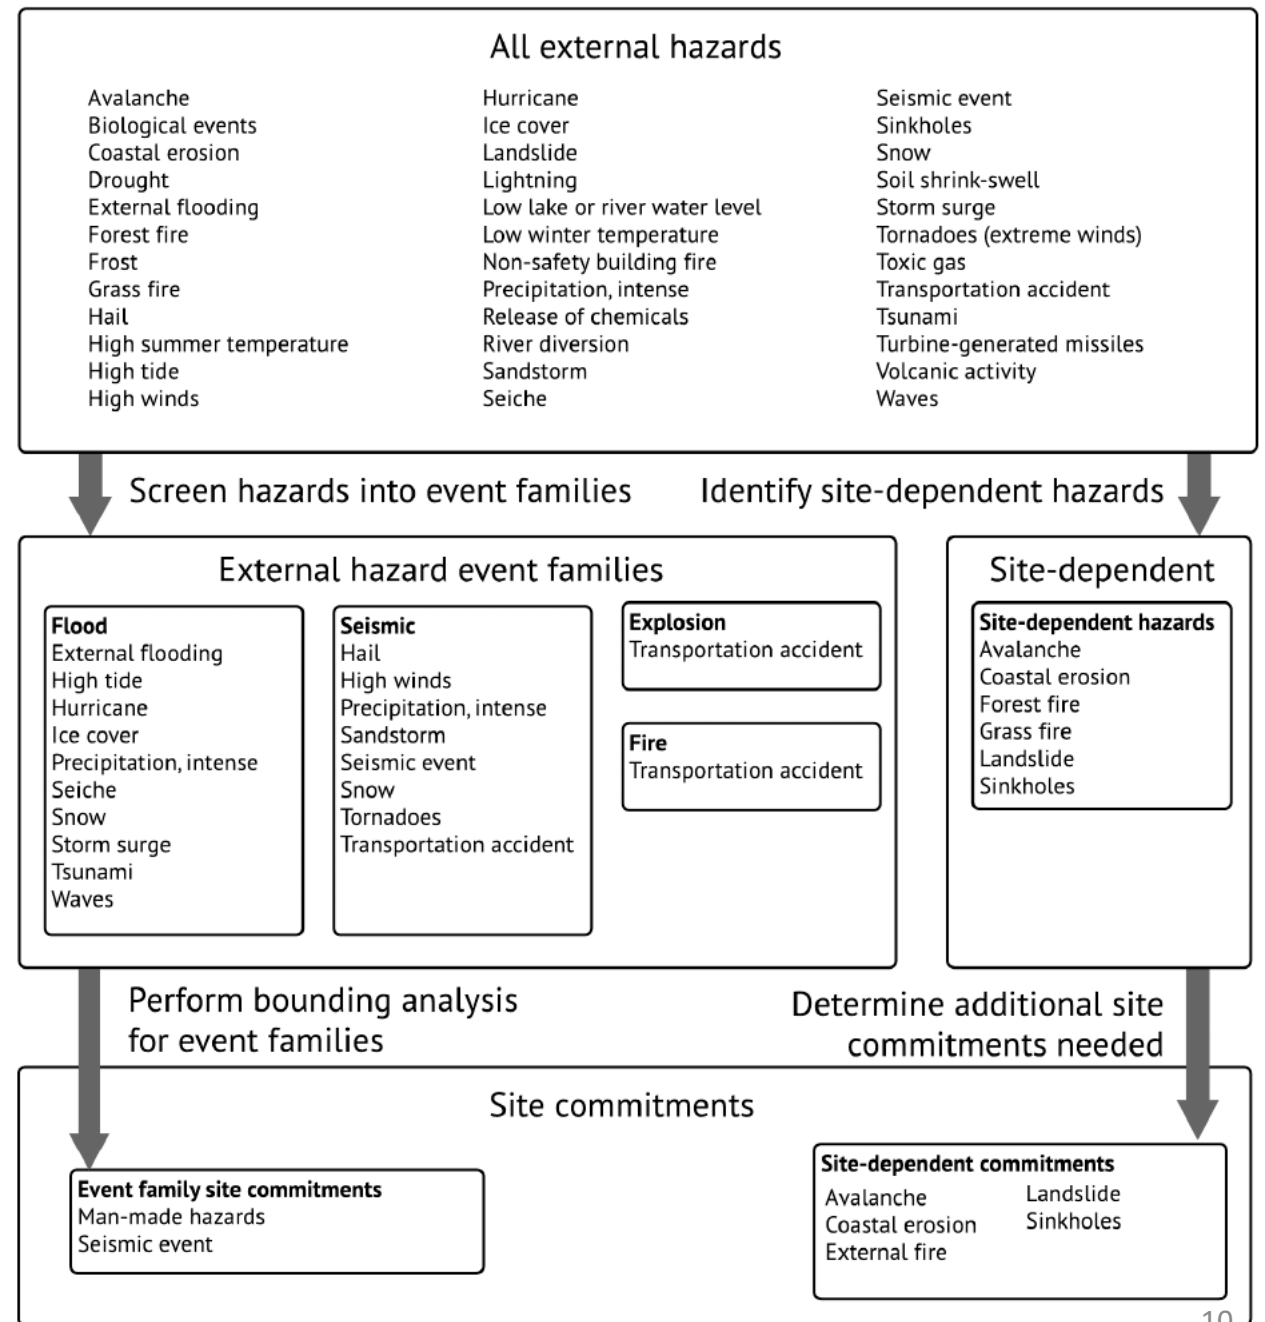 All external hazards
Avalanche
Biological events
Coastal erosion
Drought
External flooding
Forest fire
Frost
Grass fire
Hail
High summer temperature
High tide
High winds
Hurricane
Ice cover
Landslide
Lightning
Low lake or river water level
Low winter temperature
Non-safety building fire
Precipitation, intense
Release of chemicals
River diversion
Sandstorm
Seiche
Seismic event
Sinkholes
Snow
Soil shrink-swell
Storm surge
Tornadoes (extreme winds)
Toxic gas
Transportation accident
Tsunami
Turbine-generated missiles
Volcanic activity
Waves
Screen hazards into event families
Identify site-dependent hazards
External hazard event families
Flood
External flooding
High tide
Hurricane
Ice cover
Precipitation, intense
Seiche
Snow
Storm surge
Tsunami
Waves
Seismic
Hail
High winds
Precipitation, intense
Sandstorm
Seismic event
Snow
Tornadoes
Transportation accident
Explosion
Transportation accident
Fire
Transportation accident
Site-dependent
Site-dependent hazards
Avalanche
Coastal erosion
Forest fire
Grass fire
Landslide
Sinkholes
Perform bounding analysis
for event families
Determine additional site
commitments needed
Site commitments
Event family site commitments
Man-made hazards
Seismic event
Site-dependent commitments
Avalanche
Coastal erosion
External fire
Landslide
Sinkholes
10